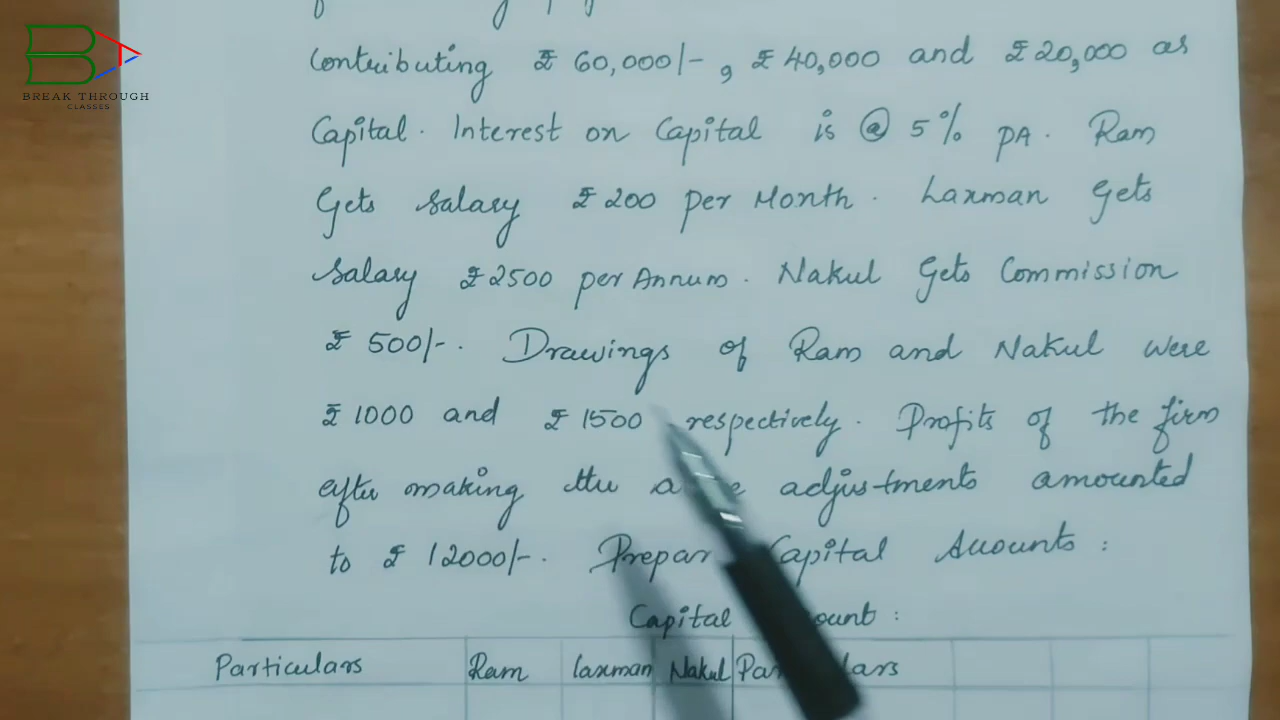 BREAK THROUGH
CLASSES
Contributing ₹ 60,000/-, ₹ 40,000 and ₹ 20,000 as
Capital. Interest on Capital is @ 5% PA. Ram
Gets Salary ₹ 200 per Month. Laxman Gets
Salary ₹ 2500 per Annum. Nakul Gets Commission
₹ 500/-. Drawings of Ram and Nakul were
₹ 1000 and ₹ 1500 respectively. Profits of the firm
after making the adjustments amounted
to ₹ 12000/-. Capital Accounts:
Capital :
Particulars Ram Laxman Nakul